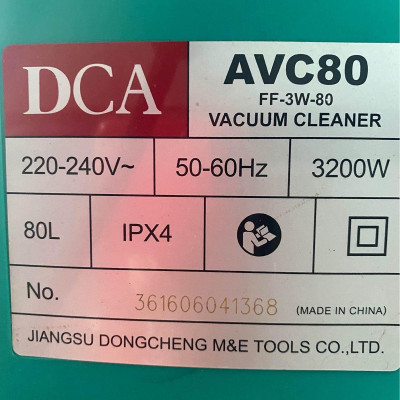 DCA
AVC80
FF-3W-80
VACUUM CLEANER
220-240V~ 50-60Hz 3200W
80L IPX4
No. 361606041368 (MADE IN CHINA)
JIANGSU DONGCHENG M&E TOOLS CO.,LTD.